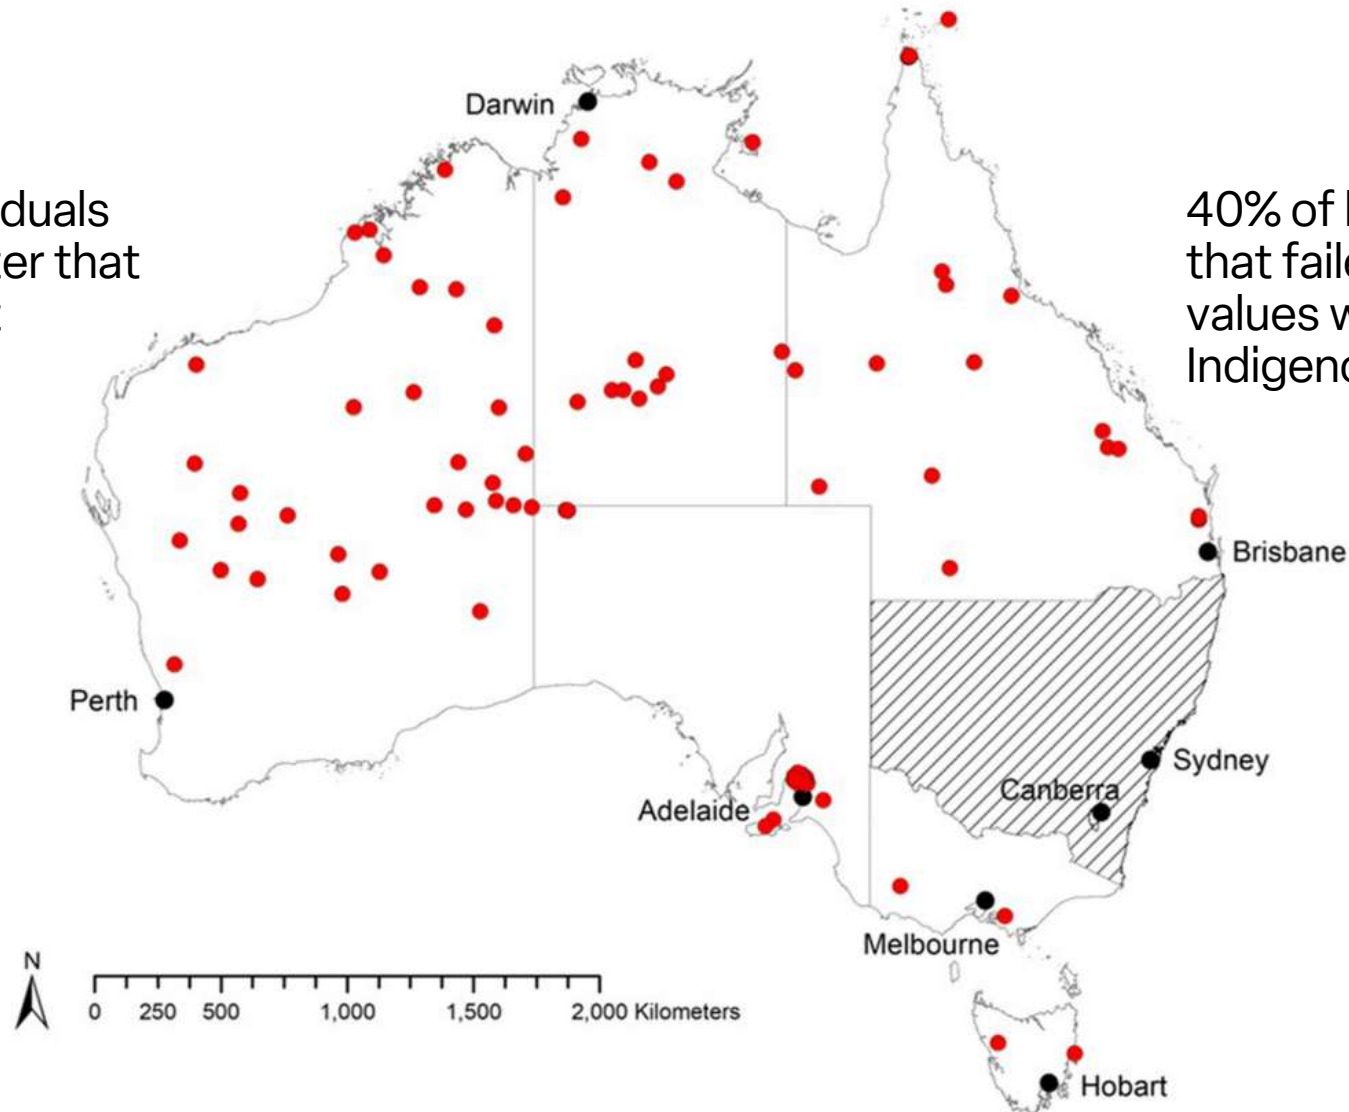 Darwin
duals
er that
40% of
that faile
values w
Indigeno
Brisbane
Perth
Sydney
Canberra
Adelaide
Melbourne
N
0 250 500 1,000 1,500 2,000 Kilometers
Hobart